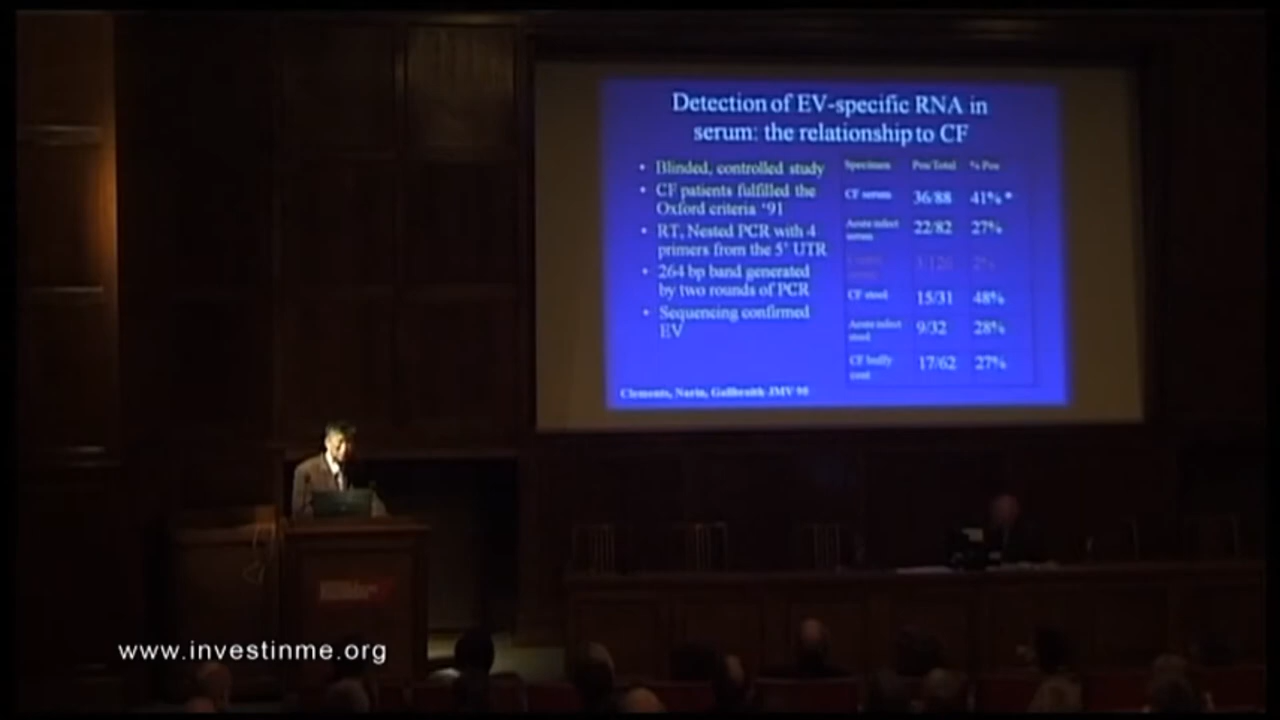 Detection of EV-specific RNA in
serum: the relationship to CF
• Blinded, controlled study
• CF patients fulfilled the
Oxford criteria '91
• RT, Nested PCR with 4
primers from the 5' UTR
• 264 bp band generated
by two rounds of PCR
• Sequencing confirmed
EV
Specimen Pos/Total % Pos
CF serum 36/88 41% *
Acute infect
serum 22/82 27%
2%
CF stool 15/31 48%
Acute infect
stool 9/32 28%
CF buffy
coat 17/62 27%
Clements, Galbraith JMV 95
www.investinme.org